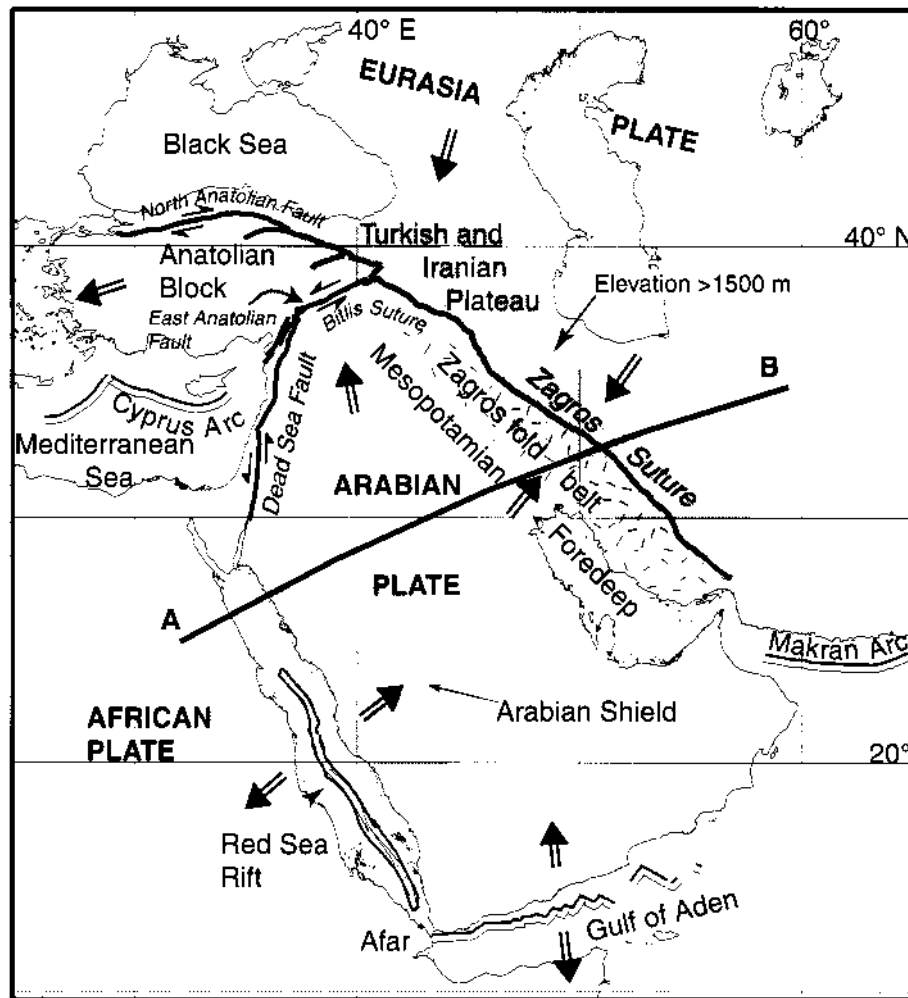 40° E
60°
EURASIA
PLATE
Black Sea
North Anatolian Fault
40° N
Turkish and
Iranian
Plateau
Anatolian
Block
Elevation >1500 m
East Anatolian
Fault
Bitlis Suture
Zagros
Suture
B
Zagros fold
belt
Mesopotamian
Foredeep
Cyprus Arc
Mediterranean
Sea
Dead Sea Fault
ARABIAN
PLATE
A
Makran Arc
AFRICAN
PLATE
Arabian Shield
20°
Red Sea
Rift
Afar
Gulf of Aden